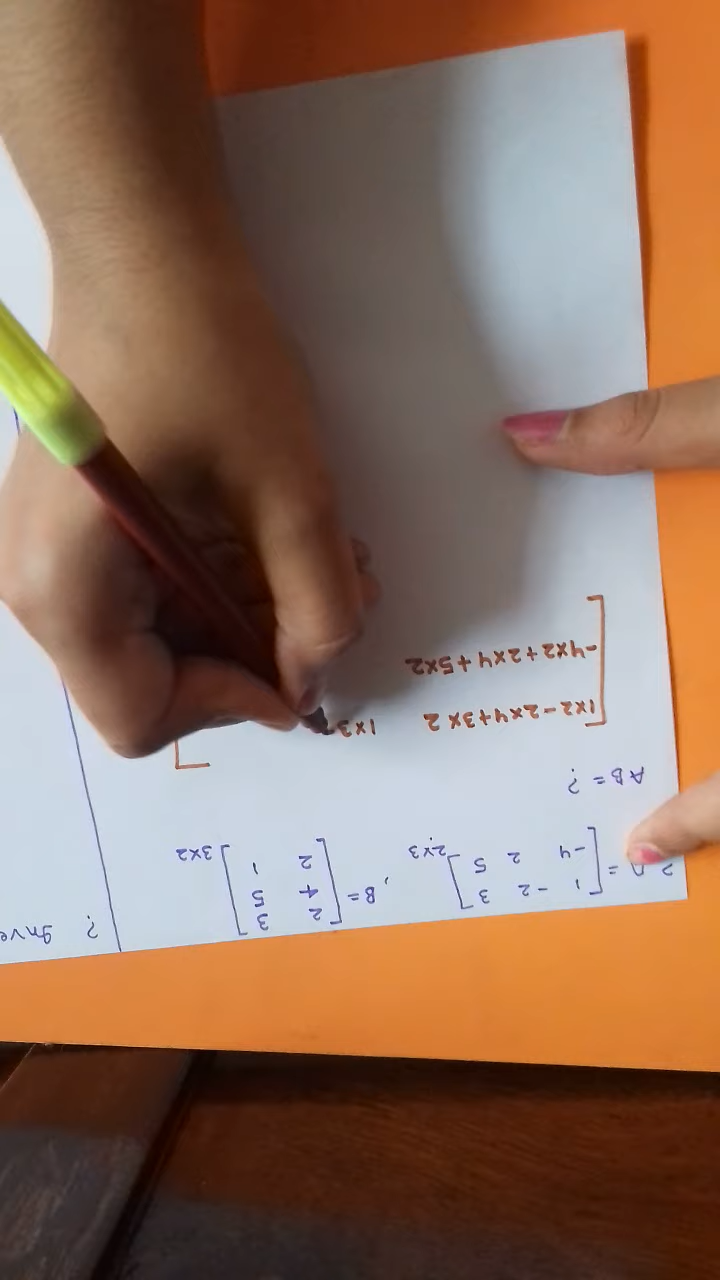 2. A = [ 1 -2 3 ] , B = [ 2 3 ]
4 5
-4 2 5 2x3 2 1 3x2
?
AB = ?
1x2-2x4+3x2 1x3
-4x2+2x4+5x2